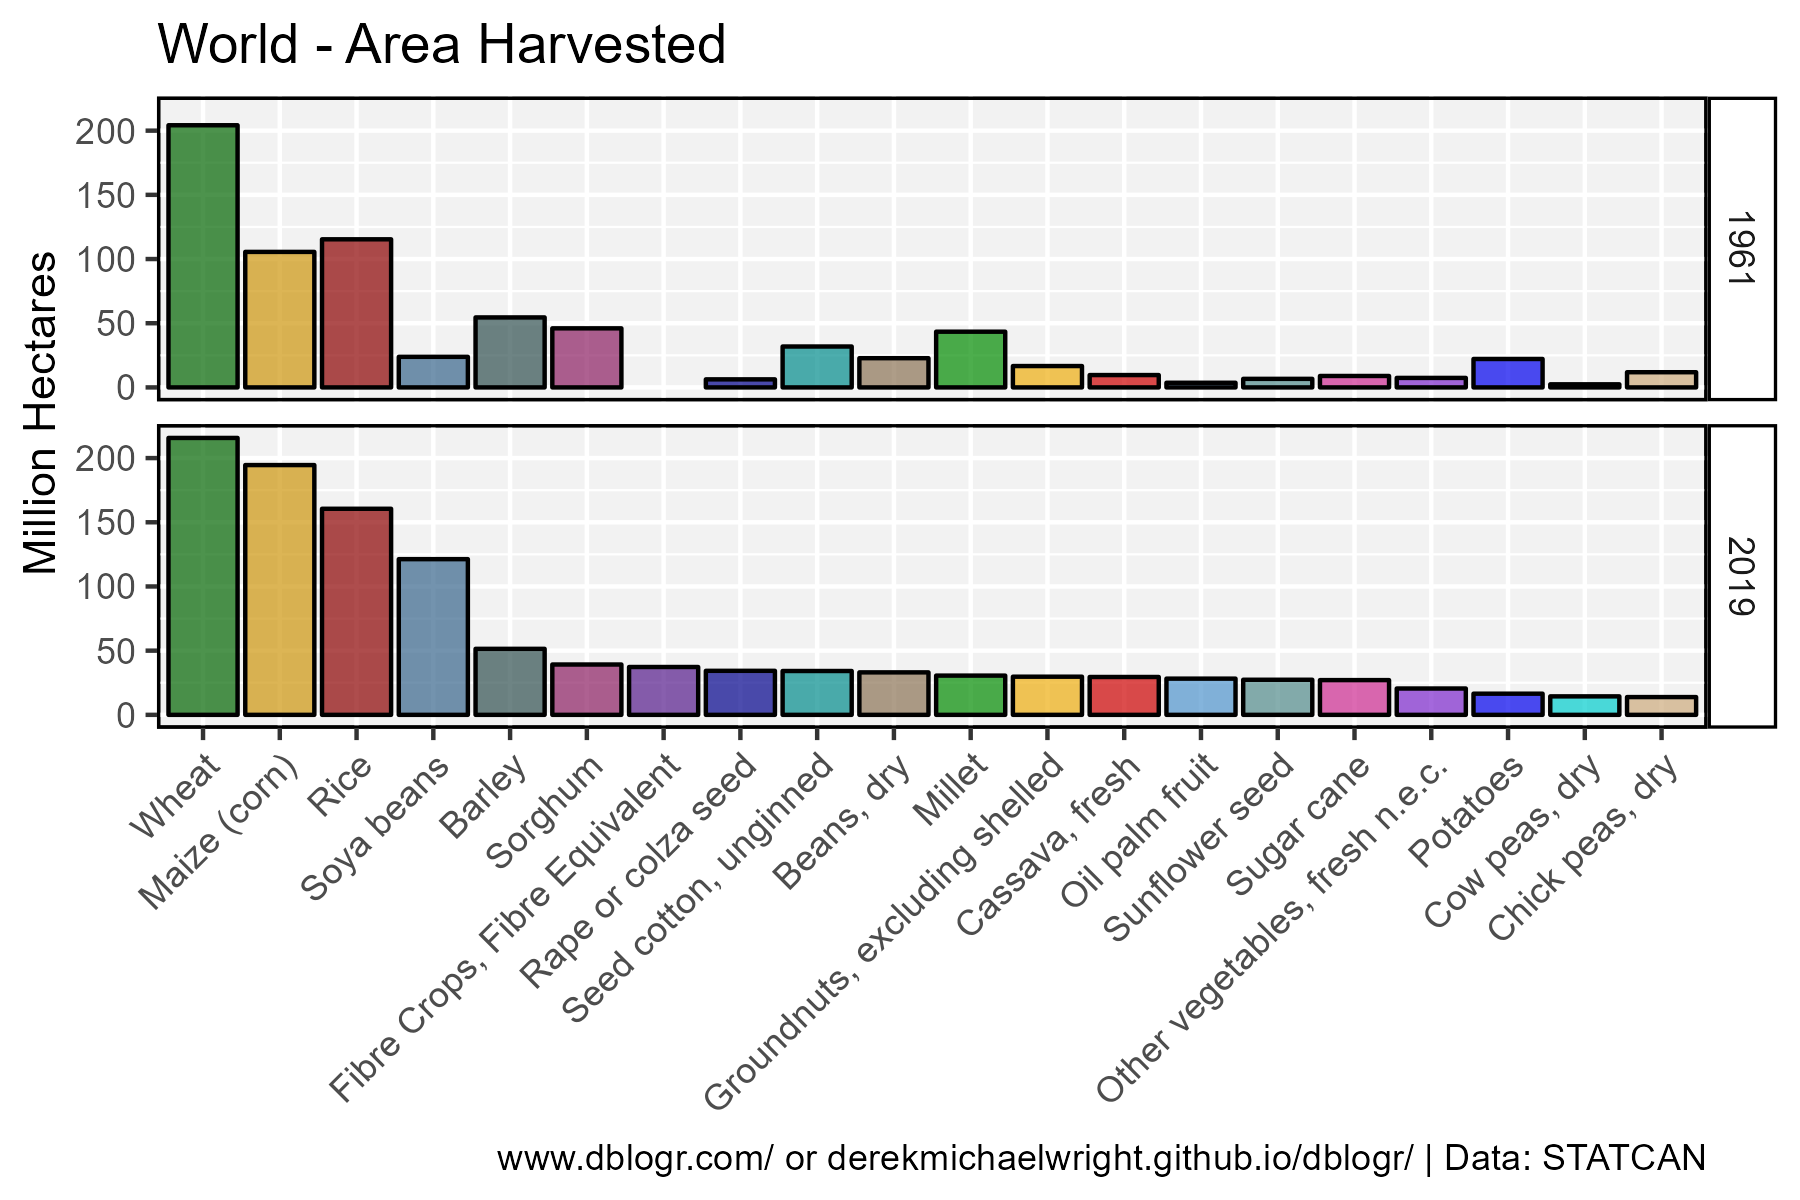 World - Area Harvested
Million Hectares
200
150
100
50
0
1961
200
150
100
50
0
2019
Wheat
Maize (corn)
Rice
Soya beans
Barley
Sorghum
Fibre Crops, Fibre Equivalent
Rape or colza seed
Seed cotton, unginned
Beans, dry
Millet
Groundnuts, excluding shelled
Cassava, fresh
Oil palm fruit
Sunflower seed
Sugar cane
Other vegetables, fresh n.e.c.
Potatoes
Cow peas, dry
Chick peas, dry
www.dblogr.com/ or derekmichaelwright.github.io/dblogr/ | Data: STATCAN